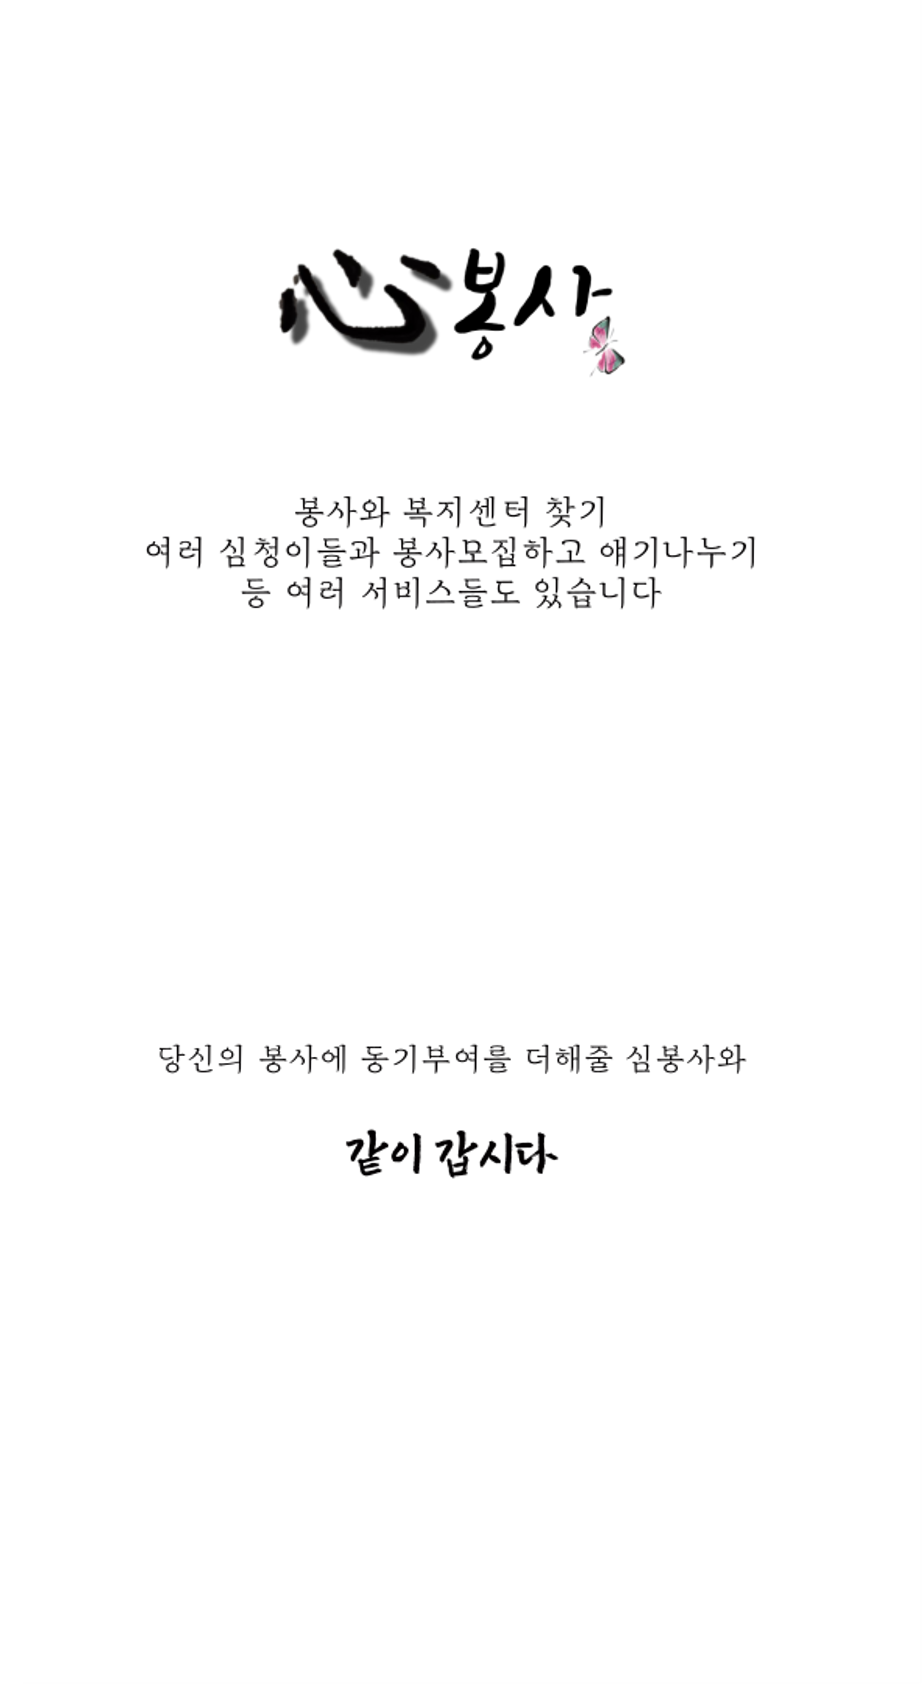 心봉사
봉사와 복지센터 찾기
여러 심청이들과 봉사모집하고 얘기나누기
등 여러 서비스들도 있습니다
당신의 봉사에 동기부여를 더해줄 심봉사와
같이 갑시다